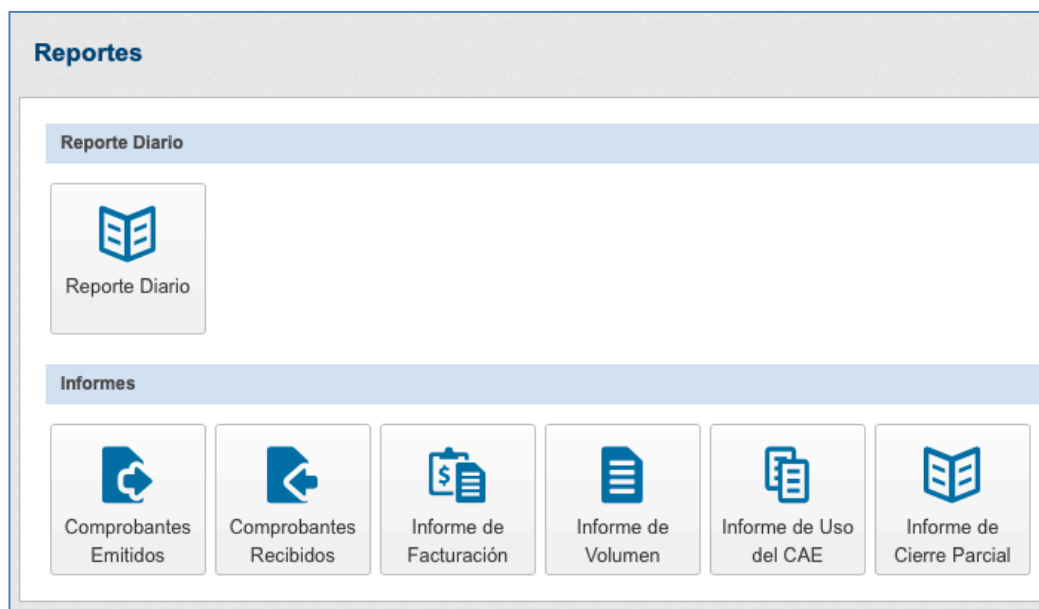 Reportes
Reporte Diario
Reporte Diario
Informes
Comprobantes
Emitidos
Comprobantes
Recibidos
$
Informe de
Facturación
Informe de
Volumen
Informe de Uso
del CAE
Informe de
Cierre Parcial